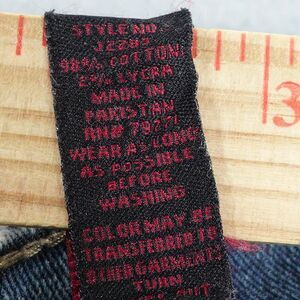 STYLE NO
98% COTTON
2% LYCRA
MADE IN
PAKISTAN
RN#
WEAR AS LONG
AS POSSIBLE
BEFORE
WASHING
COLOR MAY BE
TRANSFERRED TO
OTHER GARMENTS
TURN
OUT
3